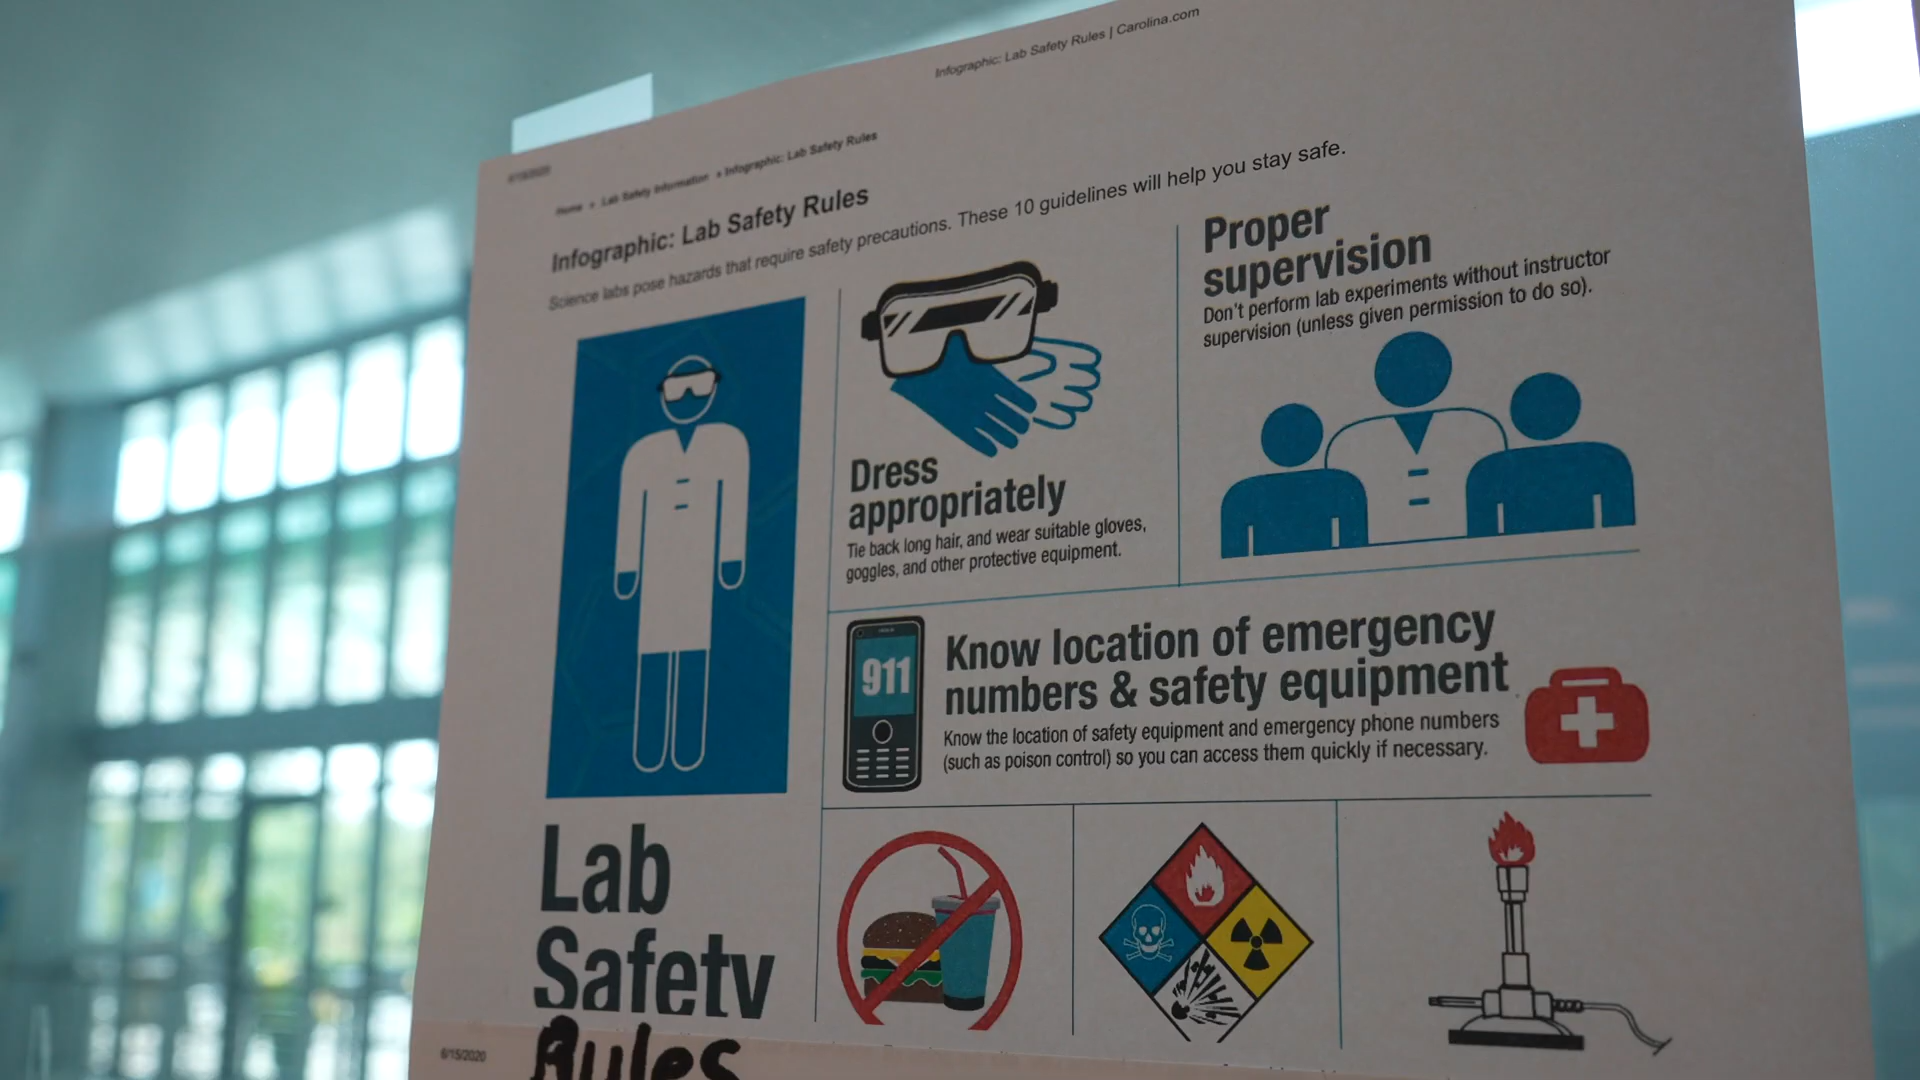 Infographic: Lab Safety Rules | Carolina.com
Home » Lab Safety Information » Infographic: Lab Safety Rules
Infographic: Lab Safety Rules
Science labs pose hazards that require safety precautions. These 10 guidelines will help you stay safe.
Dress
appropriately
Tie back long hair, and wear suitable gloves,
goggles, and other protective equipment.
Proper
supervision
Don't perform lab experiments without instructor
supervision (unless given permission to do so).
911
Know location of emergency
numbers & safety equipment
Know the location of safety equipment and emergency phone numbers
(such as poison control) so you can access them quickly if necessary.
Lab
Safety
Rules
6/15/2020